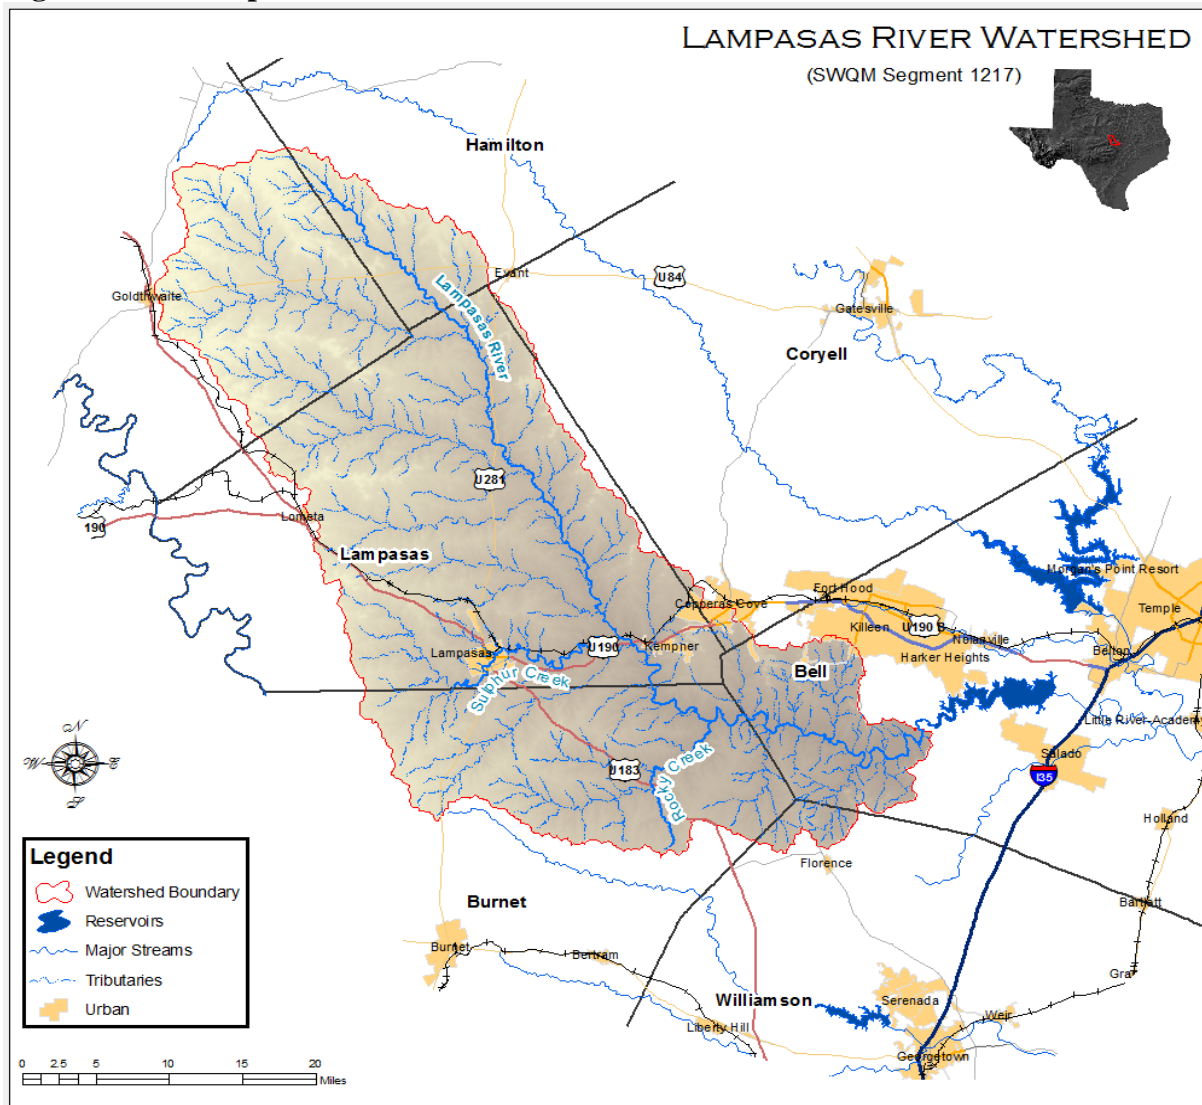 LAMPASAS RIVER WATERSHED
(SWQM Segment 1217)
Hamilton
Evant
U84
Goldthwaite
Lampasas River
Gatesville
Coryell
U281
190
Lometa
Lampasas
Morgan's Point Resort
Fort Hood
Copperas Cove
Temple
Killeen
U190 B
Nolanville
U190
Kempner
Lampasas
Harker Heights
Belton
Bell
Sulphur Creek
Little River-Academy
Salado
U183
I35
Rocky Creek
N
W
E
S
Holland
Florence
Legend
Watershed Boundary
Reservoirs
Major Streams
Tributaries
Urban
Burnet
Bartlett
Burnet
Bertram
Gra
Williamson
Serenada
Weir
Liberty Hill
Georgetown
0 2.5 5 10 15 20
Miles